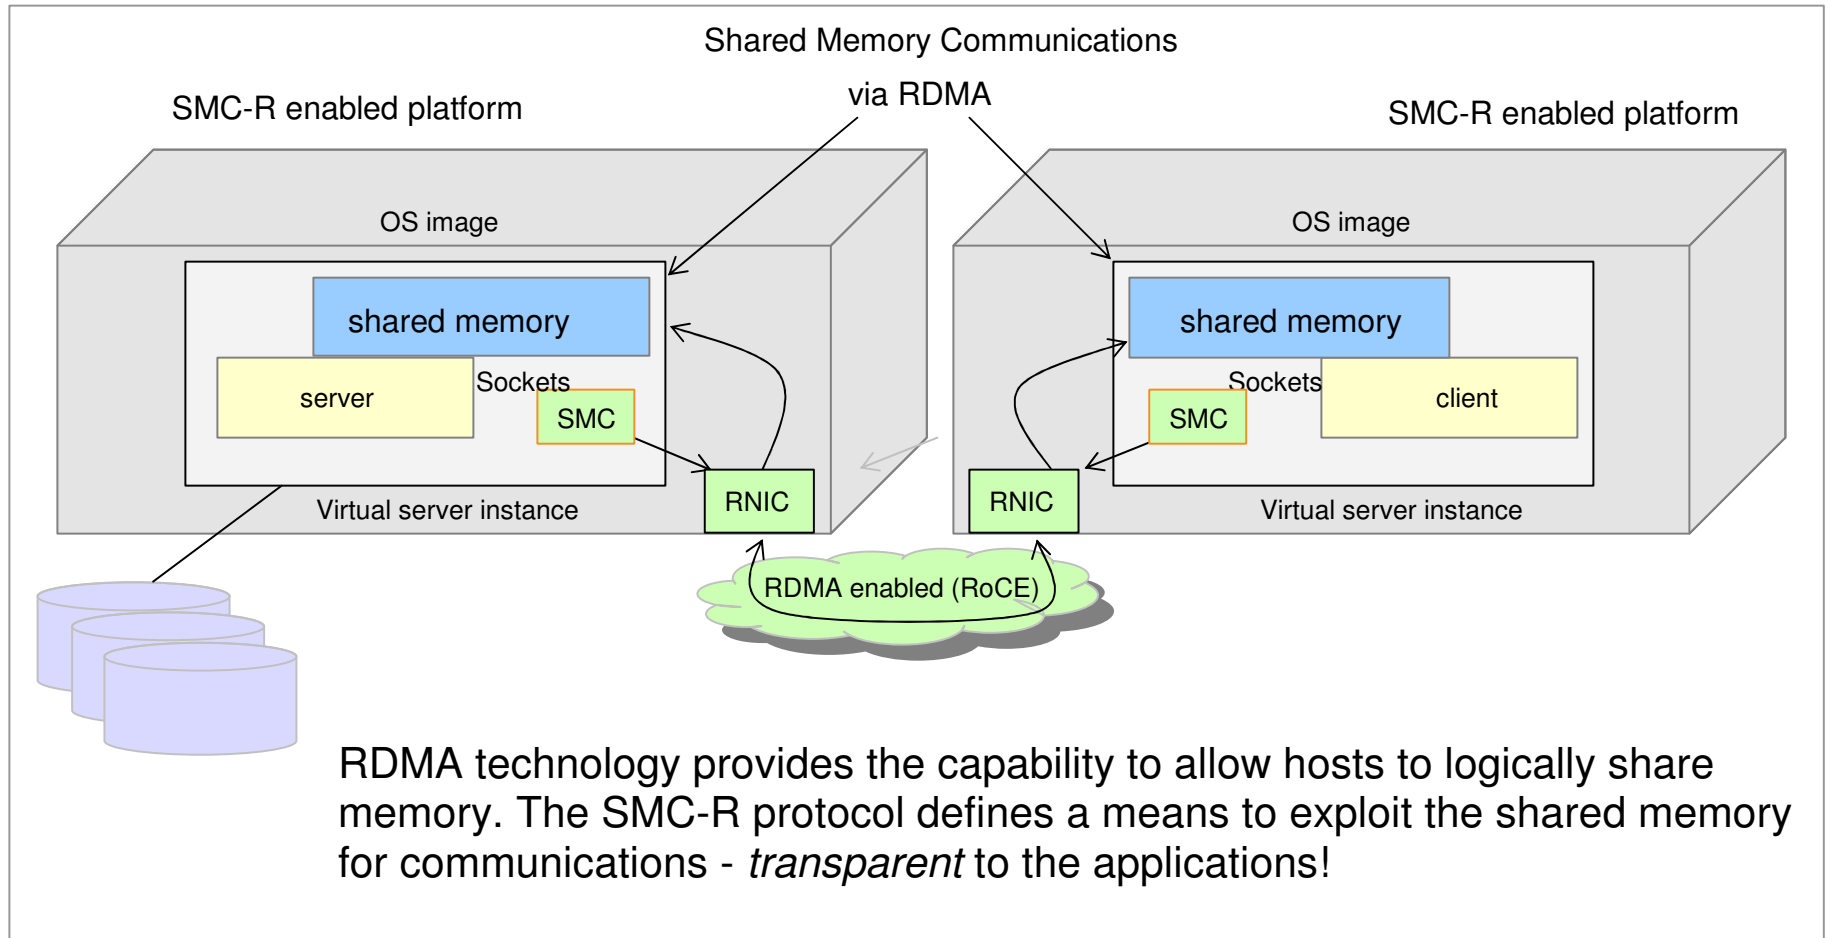 Shared Memory Communications
via RDMA
SMC-R enabled platform
SMC-R enabled platform
OS image
OS image
shared memory
shared memory
server
Sockets
SMC
Sockets
SMC
client
RNIC
RNIC
Virtual server instance
Virtual server instance
RDMA enabled (RoCE)
RDMA technology provides the capability to allow hosts to logically share
memory. The SMC-R protocol defines a means to exploit the shared memory
for communications - transparent to the applications!